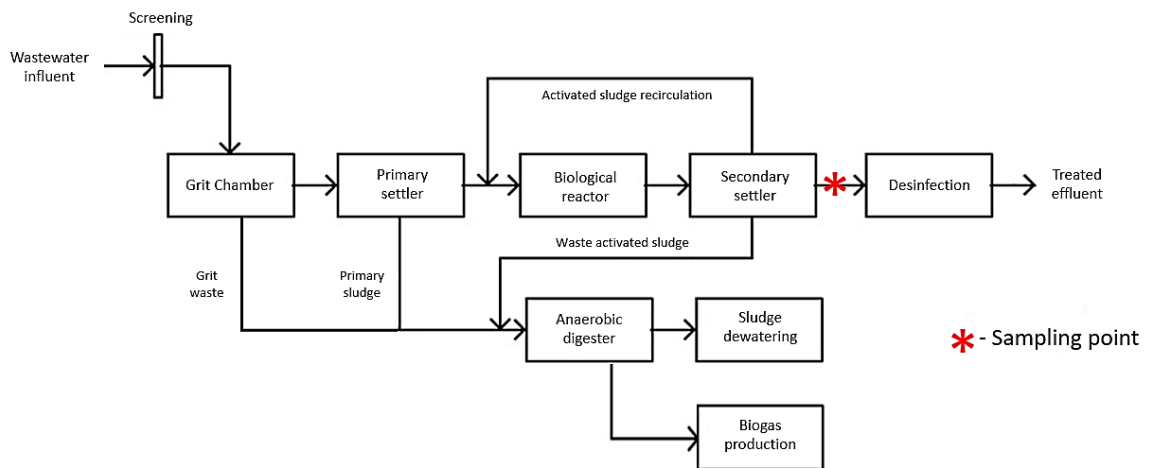 Screening
Wastewater
influent
Activated sludge recirculation
Grit Chamber
Primary
settler
Biological
reactor
Secondary
settler
Desinfection
Treated
effluent
Waste activated sludge
Grit
waste
Primary
sludge
Anaerobic
digester
Sludge
dewatering
* - Sampling point
Biogas
production